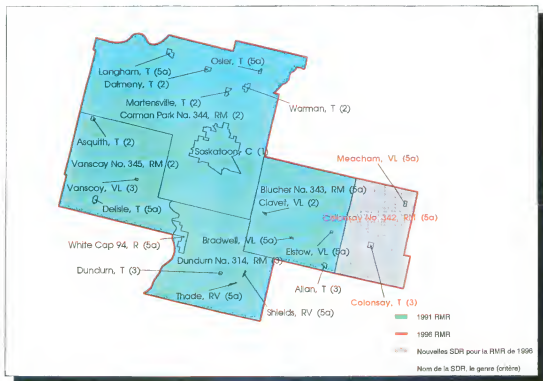 Osler, T (5a)
Langham, T (5a)
Dalmeny, T (2)
Martensville, T (2)
Warman, T (2)
Corman Park No. 344, RM (2)
Asquith, T (2)
Saskatoon, C (1)
Meacham, VL (5a)
Vanscoy No. 345, RM (2)
Vanscoy, VL (3)
Blucher No. 343, RM (5a)
Clavet, VL (2)
Delisle, T (5a)
Colonsay No. 342, RM (5a)
White Cap 94, R (5a)
Bradwell, VL (5a)
Elstow, VL (5a)
Dundurn No. 314, RM (3)
Dundurn, T (3)
Allan, T (3)
Thode, RV (5a)
Colonsay, T (3)
Shields, RV (5a)
1991 RMR
1996 RMR
Nouvelles SDR pour la RMR de 1996
Nom de la SDR, le genre (critère)